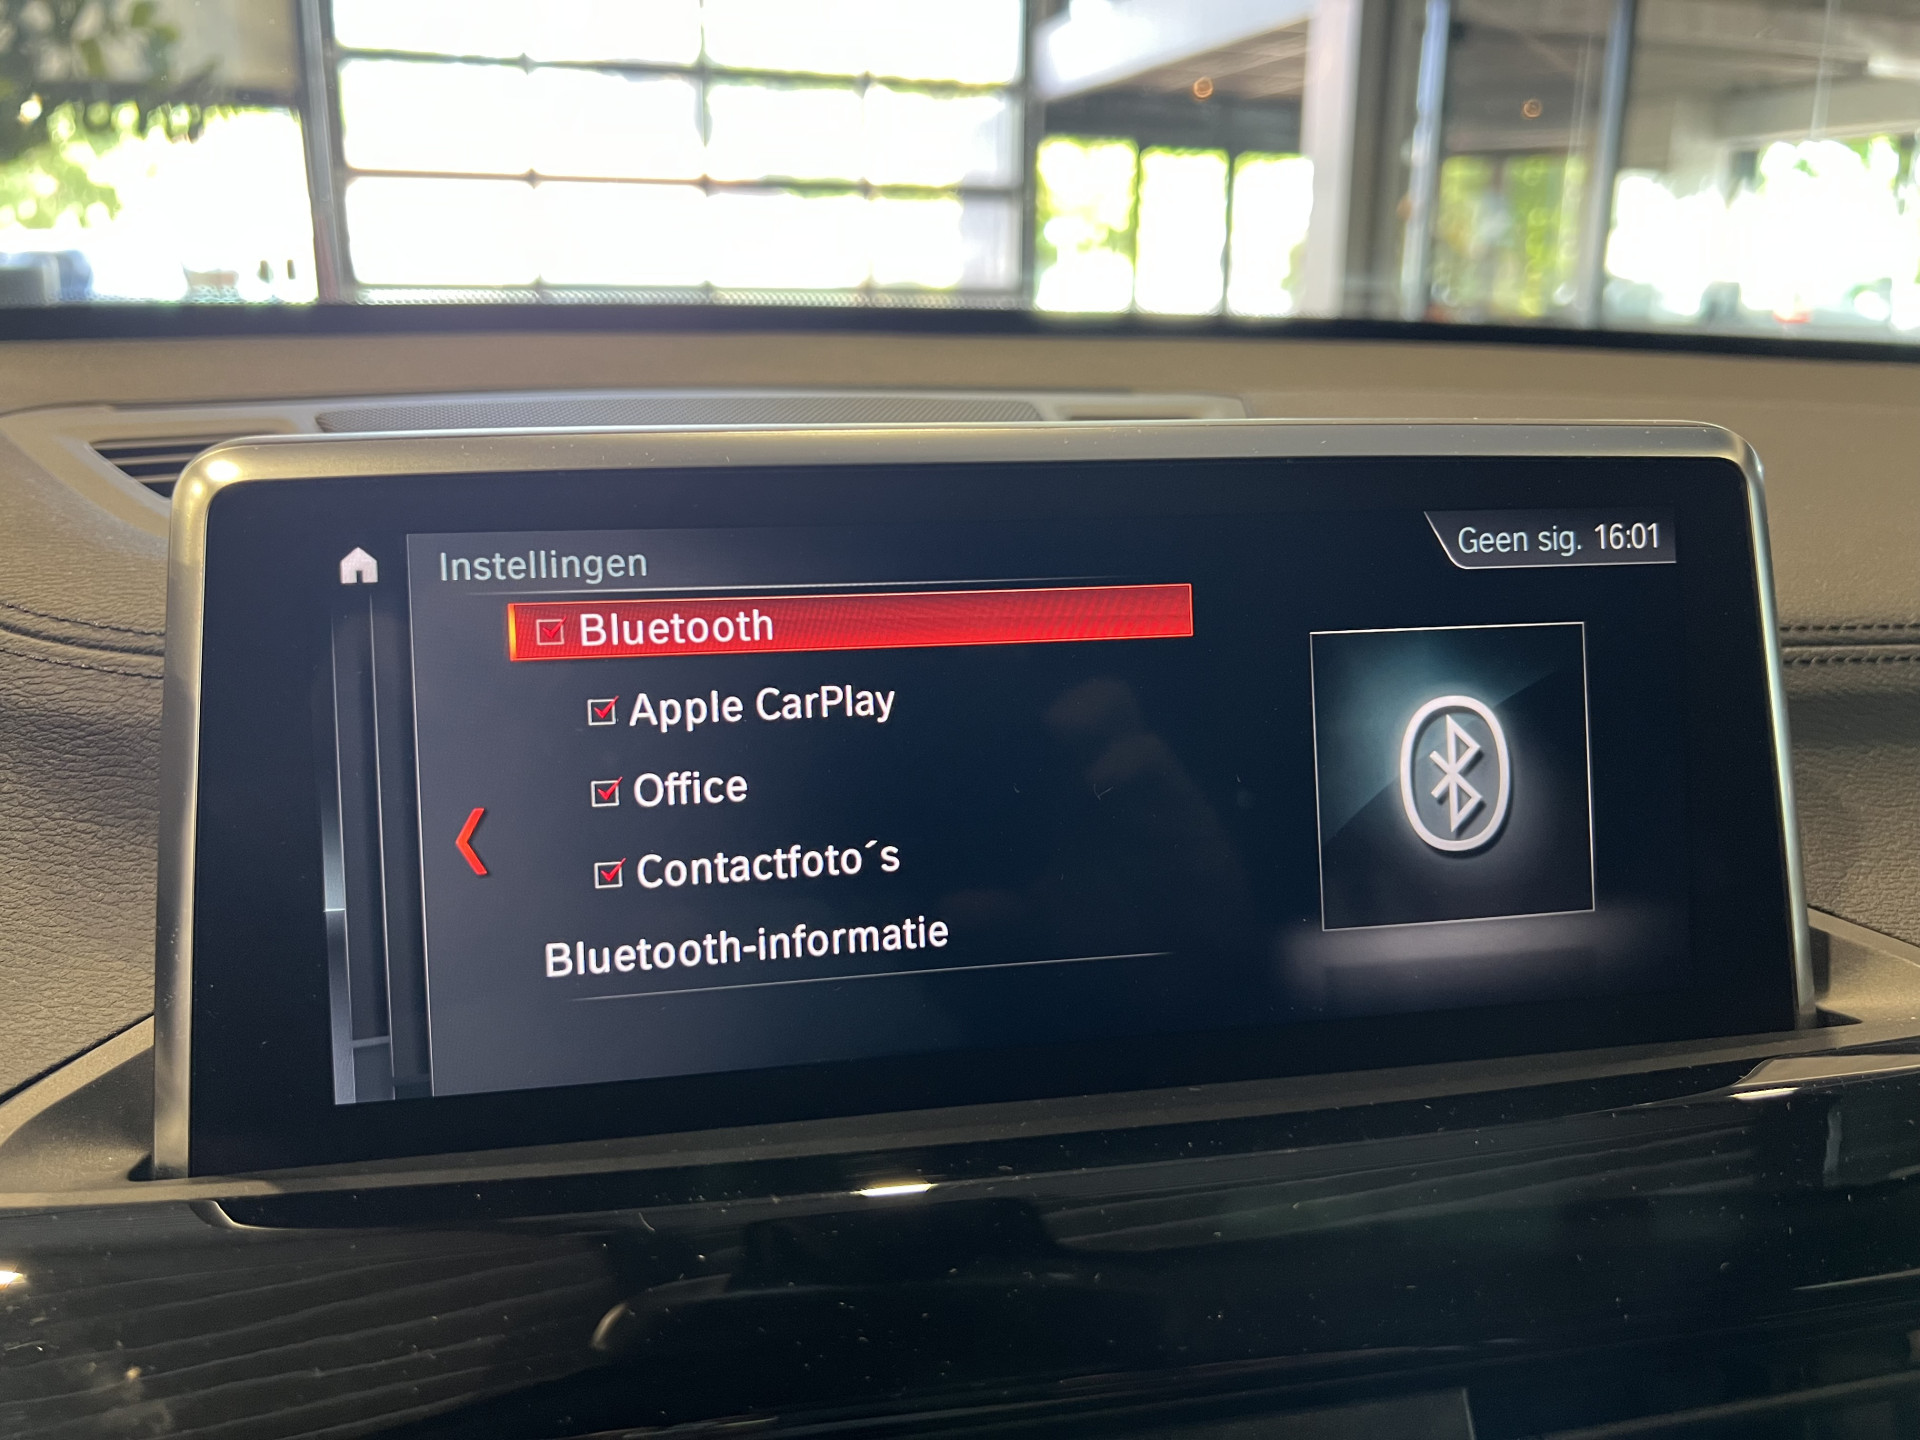 Instellingen
Geen sig. 16:01
Bluetooth
Apple CarPlay
Office
Contactfoto´s
Bluetooth-informatie